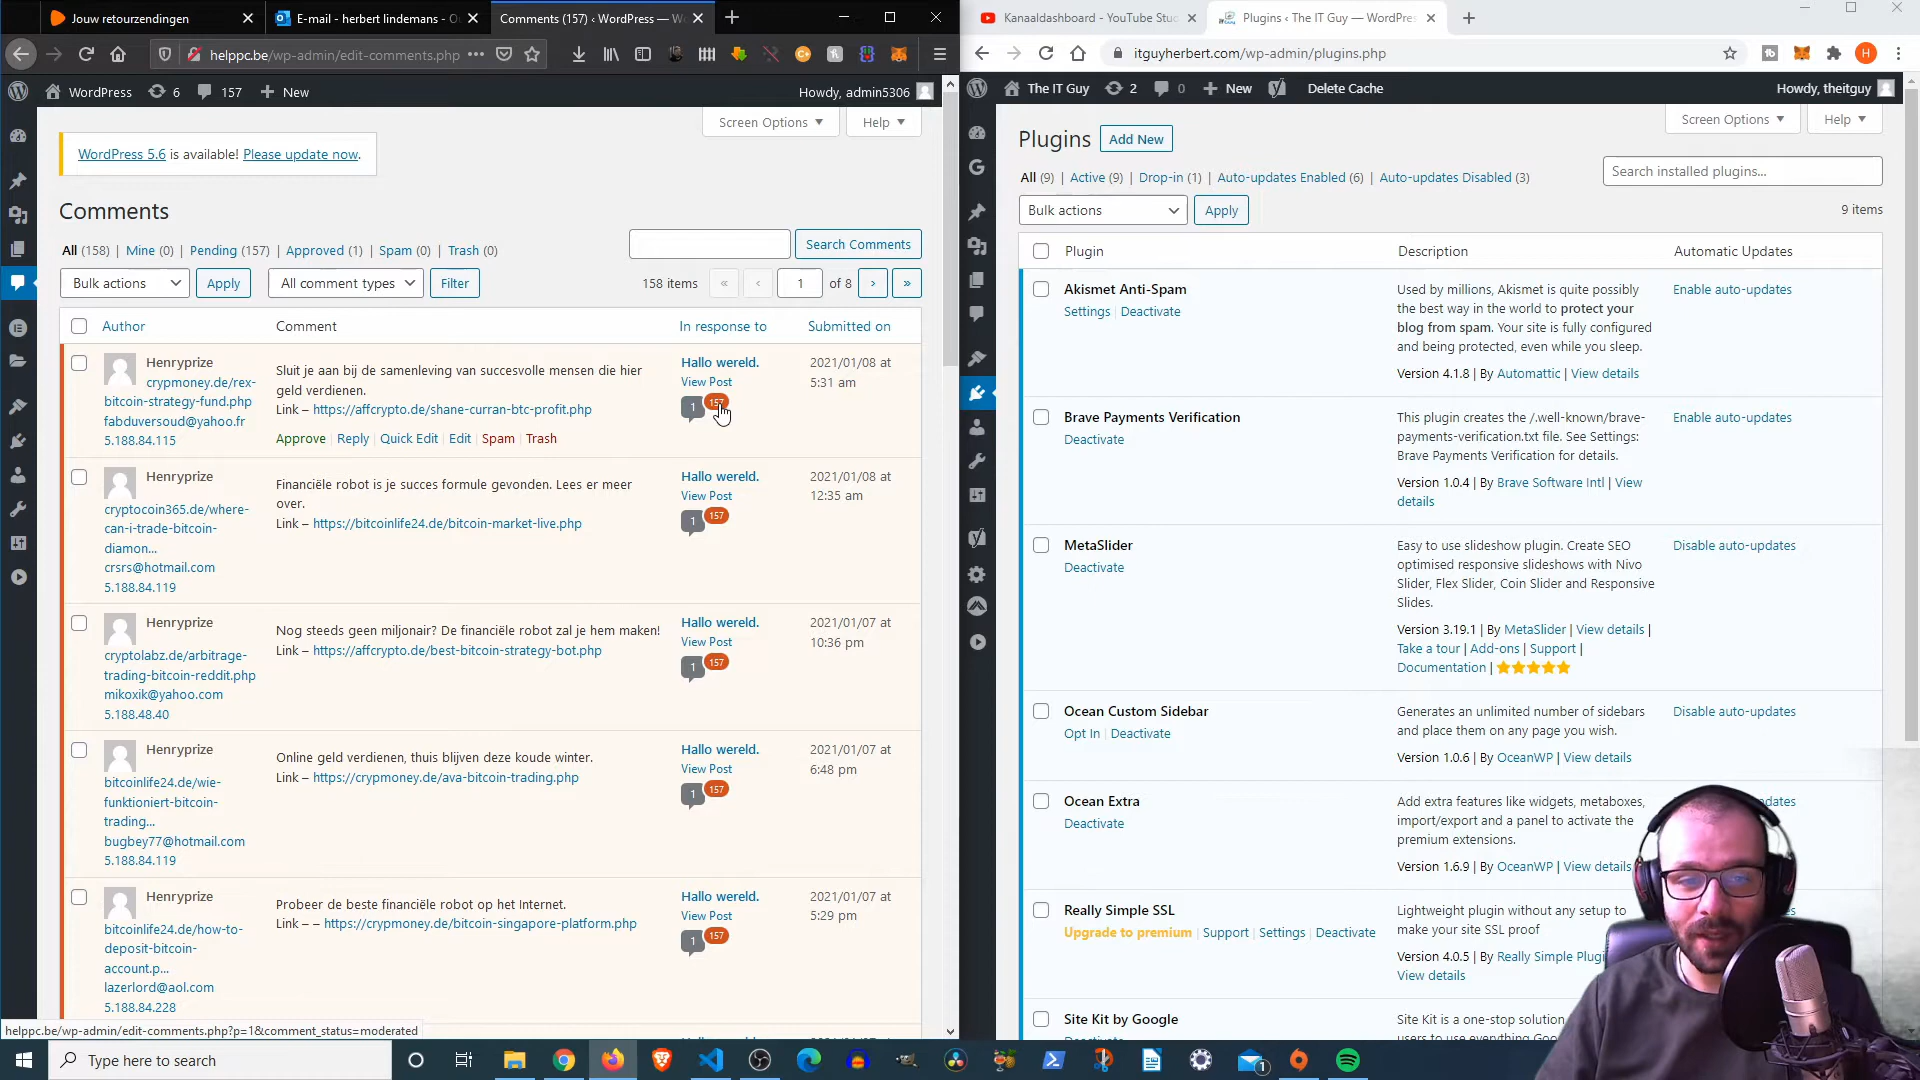 Jouw retourzendingen
E-mail - herbert lindemans - Ou
Comments (157) ‹ WordPress — W
helppc.be/wp-admin/edit-comments.php
WordPress 6 157 New
Howdy, admin5306
Screen Options
Help
WordPress 5.6 is available! Please update now.
Comments
All (158) | Mine (0) | Pending (157) | Approved (1) | Spam (0) | Trash (0)
Search Comments
Bulk actions
Apply
All comment types
Filter
158 items « ‹ 1 of 8 › »
Author Comment In response to Submitted on
Henryprize
crypmoney.de/rex-
bitcoin-strategy-fund.php
fabduversoud@yahoo.fr
5.188.84.115
Sluit je aan bij de samenleving van succesvolle mensen die hier
geld verdienen.
Link – https://affcrypto.de/shane-curran-btc-profit.php
Approve | Reply | Quick Edit | Edit | Spam | Trash
Hallo wereld.
View Post
1 157
2021/01/08 at
5:31 am
Henryprize
cryptocoin365.de/where-
can-i-trade-bitcoin-
diamon...
crsrs@hotmail.com
5.188.84.119
Financiële robot is je succes formule gevonden. Lees er meer
over.
Link – https://bitcoinlife24.de/bitcoin-market-live.php
Hallo wereld.
View Post
1 157
2021/01/08 at
12:35 am
Henryprize
cryptolabz.de/arbitrage-
trading-bitcoin-reddit.php
mikoxik@yahoo.com
5.188.48.40
Nog steeds geen miljonair? De financiële robot zal je hem maken!
Link – https://affcrypto.de/best-bitcoin-strategy-bot.php
Hallo wereld.
View Post
1 157
2021/01/07 at
10:36 pm
Henryprize
bitcoinlife24.de/wie-
funktioniert-bitcoin-
trading...
bugbey77@hotmail.com
5.188.84.119
Online geld verdienen, thuis blijven deze koude winter.
Link – https://crypmoney.de/ava-bitcoin-trading.php
Hallo wereld.
View Post
1 157
2021/01/07 at
6:48 pm
Henryprize
bitcoinlife24.de/how-to-
deposit-bitcoin-
account.p...
lazerlord@aol.com
5.188.84.228
Probeer de beste financiële robot op het Internet.
Link – – https://crypmoney.de/bitcoin-singapore-platform.php
Hallo wereld.
View Post
1 157
2021/01/07 at
5:29 pm
helppc.be/wp-admin/edit-comments.php?p=1&comment_status=moderated
Kanaaldashboard - YouTube Stud
Plugins ‹ The IT Guy — WordPres
itguyherbert.com/wp-admin/plugins.php
H
The IT Guy 2 0 New Delete Cache
Howdy, theitguy
Screen Options
Help
Plugins
Add New
All (9) | Active (9) | Drop-in (1) | Auto-updates Enabled (6) | Auto-updates Disabled (3)
Search installed plugins...
Bulk actions
Apply
9 items
Plugin Description Automatic Updates
Akismet Anti-Spam
Settings | Deactivate
Used by millions, Akismet is quite possibly
the best way in the world to protect your
blog from spam. Your site is fully configured
and being protected, even while you sleep.
Version 4.1.8 | By Automattic | View details
Enable auto-updates
Brave Payments Verification
Deactivate
This plugin creates the /.well-known/brave-
payments-verification.txt file. See Settings:
Brave Payments Verification for details.
Version 1.0.4 | By Brave Software Intl | View
details
Enable auto-updates
MetaSlider
Deactivate
Easy to use slideshow plugin. Create SEO
optimised responsive slideshows with Nivo
Slider, Flex Slider, Coin Slider and Responsive
Slides.
Version 3.19.1 | By MetaSlider | View details |
Take a tour | Add-ons | Support |
Documentation |
Disable auto-updates
Ocean Custom Sidebar
Opt In | Deactivate
Generates an unlimited number of sidebars
and place them on any page you wish.
Version 1.0.6 | By OceanWP | View details
Disable auto-updates
Ocean Extra
Deactivate
Add extra features like widgets, metaboxes,
import/export and a panel to activate the
premium extensions.
Version 1.6.9 | By OceanWP | View details
dates
Really Simple SSL
Upgrade to premium | Support | Settings | Deactivate
Lightweight plugin without any setup to
make your site SSL proof
Version 4.0.5 | By Really Simple Plugi
View details
Site Kit by Google
Site Kit is a one-stop solution
users to use everything Goo
Type here to search
1